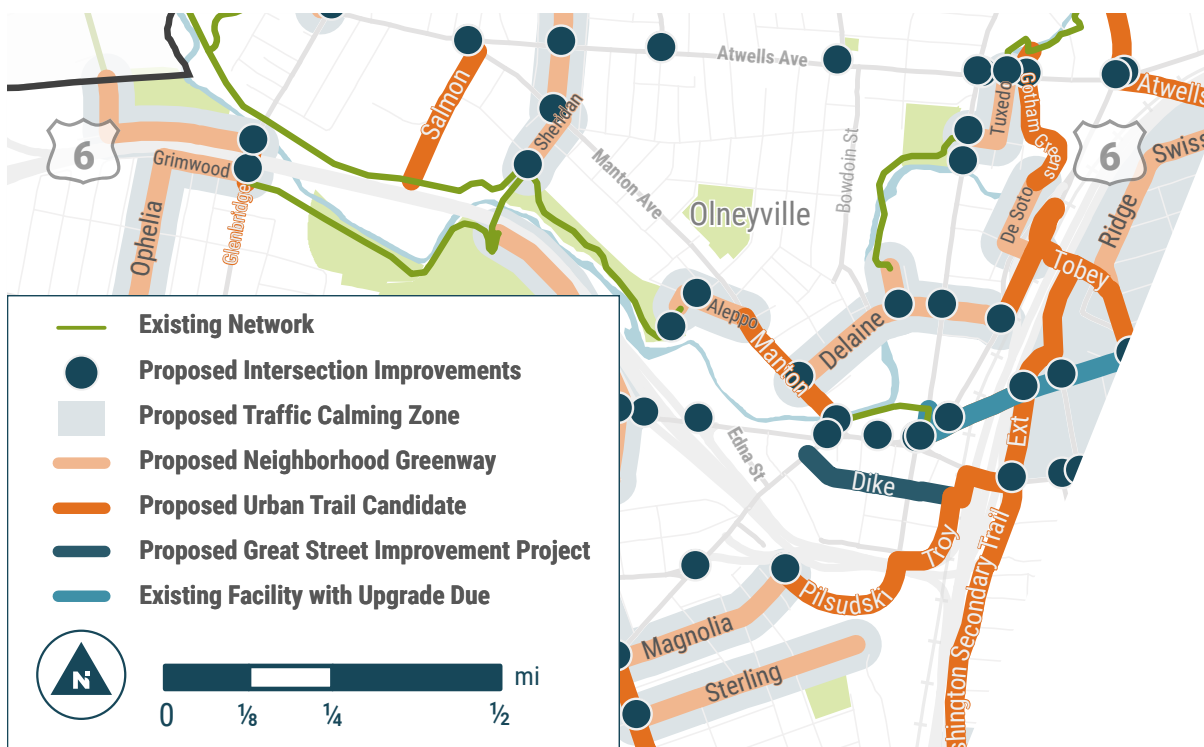 Atwells Ave
Atwells
Salmon
Sheridan
Tuxedo
Gotham Greens
6
6
Swiss
Grimwood
Manton Ave
Bowdoin St
Olneyville
De Soto
Ridge
Ophelia
Glenbridge
Tobey
Aleppo
Manton
Delaine
Existing Network
Proposed Intersection Improvements
Proposed Traffic Calming Zone
Proposed Neighborhood Greenway
Proposed Urban Trail Candidate
Proposed Great Street Improvement Project
Existing Facility with Upgrade Due
N
mi
0
⅛
¼
½
Edna St
Ext
Dike
Troy
Pilsudski
Magnolia
Sterling
shington Secondary Trail